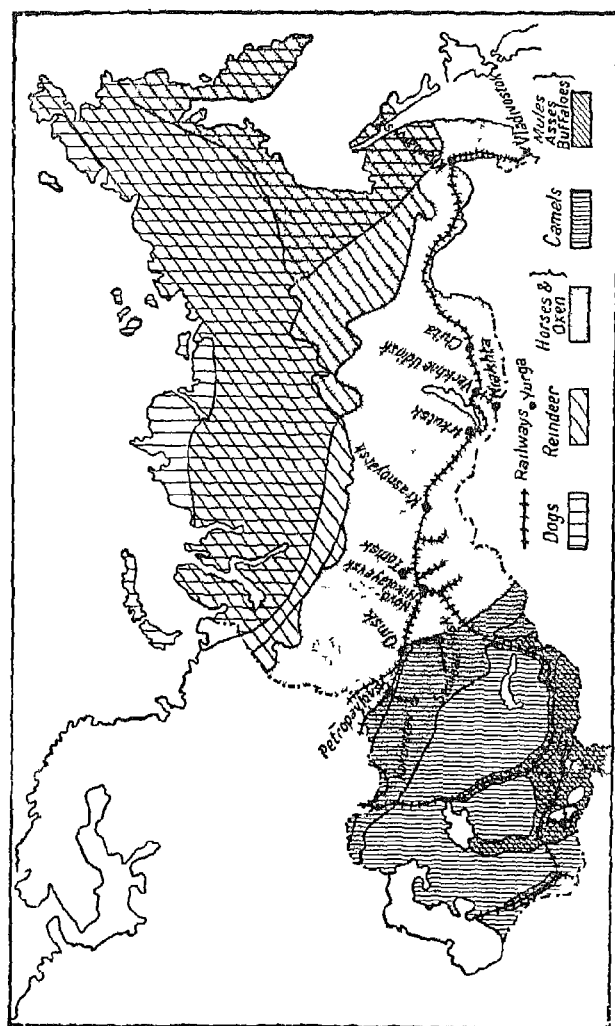 Petropavlovsk
Omsk
Novo-
Nikolayevsk
Tomsk
Krasnoyarsk
Irkutsk
Verkhne Udinsk
Chita
Kiakhta
Vladivostok
Railways
Yurga
Dogs
Reindeer
Horses &
Oxen
Camels
Mules
Asses
Buffaloes